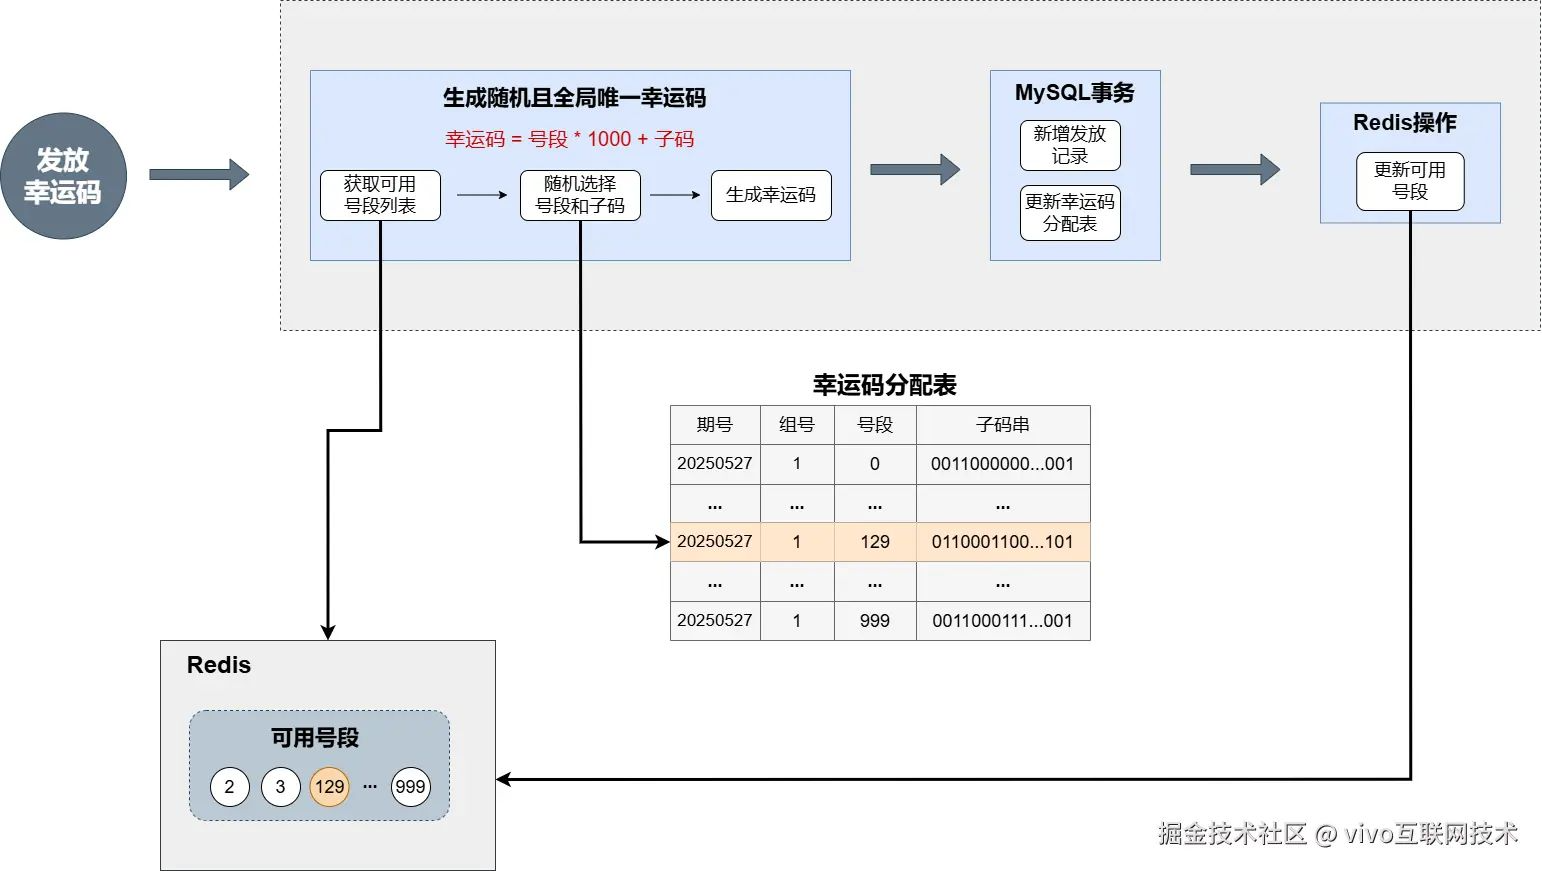 发放
幸运码
生成随机且全局唯一幸运码
幸运码 = 号段 * 1000 + 子码
获取可用
号段列表
随机选择
号段和子码
生成幸运码
MySQL事务
新增发放
记录
更新幸运码
分配表
Redis操作
更新可用
号段
幸运码分配表
期号 组号 号段 子码串
20250527 1 0 0011000000...001
... ... ... ...
20250527 1 129 0110001100...101
... ... ... ...
20250527 1 999 0011000111...001
Redis
可用号段
2 3 129 ... 999
掘金技术社区 @ vivo互联网技术